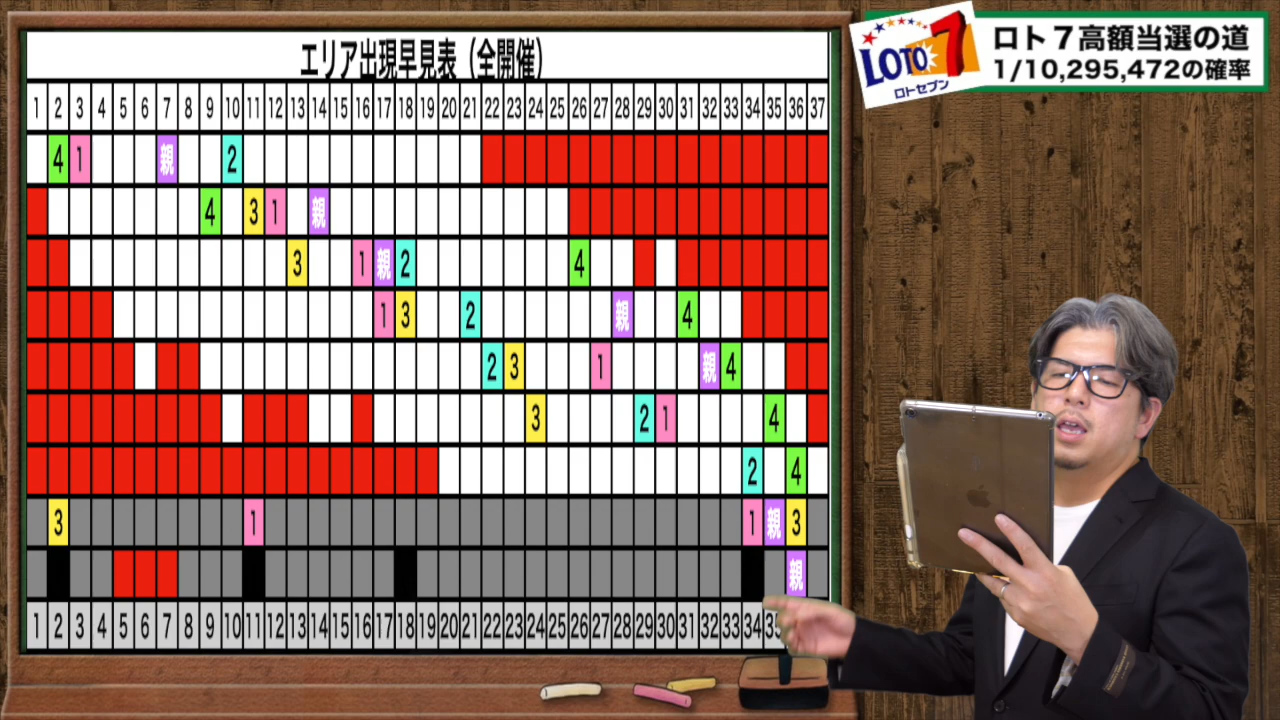 エリア出現早見表（全開催）
1 2 3 4 5 6 7 8 9 10 11 12 13 14 15 16 17 18 19 20 21 22 23 24 25 26 27 28 29 30 31 32 33 34 35 36 37
4 1 親 2
4 3 1 親
3 1 親 2 4
1 3 2 親 4
2 3 1 親 4
3 2 1 4
2 4
3 1 1 親 3
親
1 2 3 4 5 6 7 8 9 10 11 12 13 14 15 16 17 18 19 20 21 22 23 24 25 26 27 28 29 30 31 32 33 34 36 37
LOTO 7
ロトセブン
ロト7高額当選の道
1/10,295,472の確率